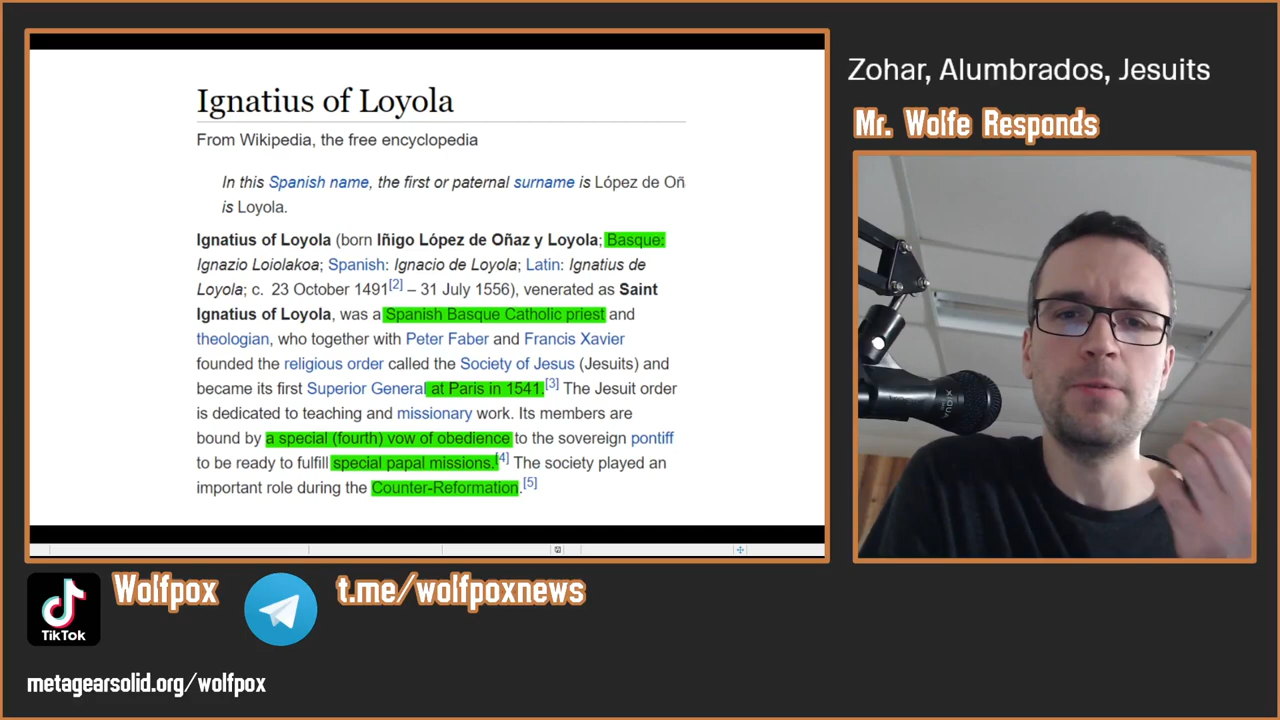 Ignatius of Loyola
From Wikipedia, the free encyclopedia
In this Spanish name, the first or paternal surname is López de Oñ
is Loyola.
Ignatius of Loyola (born Iñigo López de Oñaz y Loyola; Basque:
Ignazio Loiolakoa; Spanish: Ignacio de Loyola; Latin: Ignatius de
Loyola; c. 23 October 1491[2] – 31 July 1556), venerated as Saint
Ignatius of Loyola, was a Spanish Basque Catholic priest and
theologian, who together with Peter Faber and Francis Xavier
founded the religious order called the Society of Jesus (Jesuits) and
became its first Superior General at Paris in 1541.[3] The Jesuit order
is dedicated to teaching and missionary work. Its members are
bound by a special (fourth) vow of obedience to the sovereign pontiff
to be ready to fulfill special papal missions.[4] The society played an
important role during the Counter-Reformation.[5]
Zohar, Alumbrados, Jesuits
Mr. Wolfe Responds
TikTok
Wolfpox
t.me/wolfpoxnews
metagearsolid.org/wolfpox